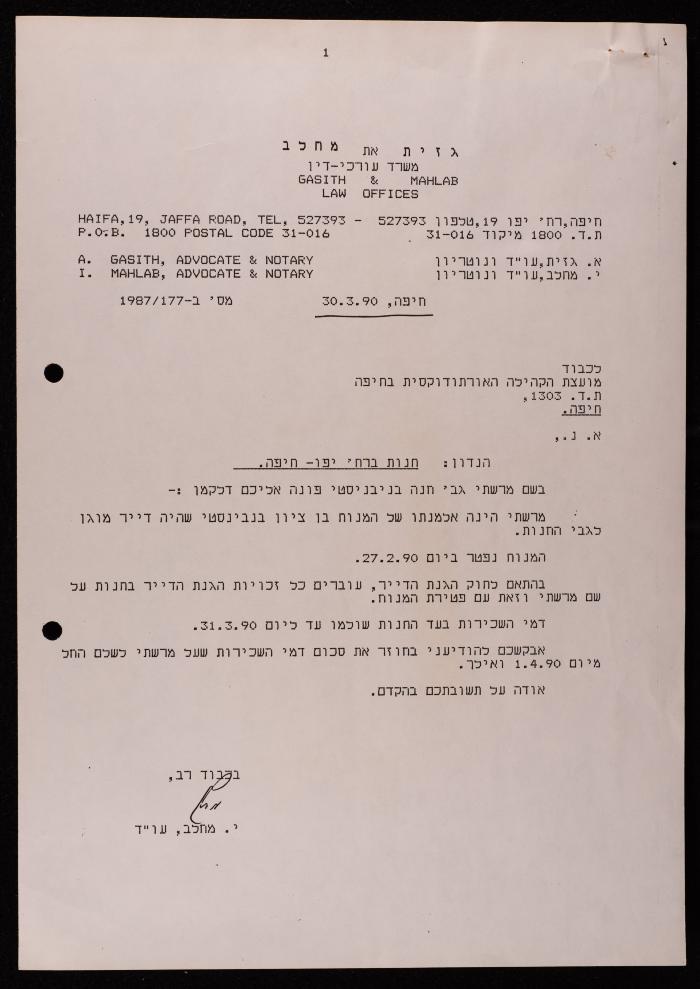 1
גזית את מחלב
משרד עורכי-דין
GASITH & MAHLAB
LAW OFFICES
HAIFA,19, JAFFA ROAD, TEL, 527393 - חיפה,רח' יפו 19,טלפון 527393
P.O.B. 1800 POSTAL CODE 31-016 ת.ד. 1800 מיקוד 31-016
A. GASITH, ADVOCATE & NOTARY א. גזית,עו"ד ונוטריון
I. MAHLAB, ADVOCATE & NOTARY י. מחלב,עו"ד ונוטריון
חיפה, 30.3.90 מס' ב-1987/177
לכבוד
מועצת הקהילה האורתודוקסית בחיפה
ת.ד. 1303,
חיפה.
א. נ.,
הנדון: חנות ברח' יפו- חיפה.
בשם מרשתי גב' חנה בניבניסטי פונה אליכם דלקמן :-
מרשתי הינה אלמנתו של המנוח בן ציון בנבינסטי שהיה דייר מוגן
לגבי החנות.
המנוח נפטר ביום 27.2.90.
בהתאם לחוק הגנת הדייר, עוברים כל זכויות הגנת הדייר בחנות על
שם מרשתי וזאת עם פטירת המנוח.
דמי השכירות בעד החנות שולמו עד ליום 31.3.90.
אבקשכם להודיעני בחוזר את סכום דמי השכירות שעל מרשתי לשלם החל
מיום 1.4.90 ואילך.
אודה על תשובתכם בהקדם.
בכבוד רב,
י. מחלב, עו"ד